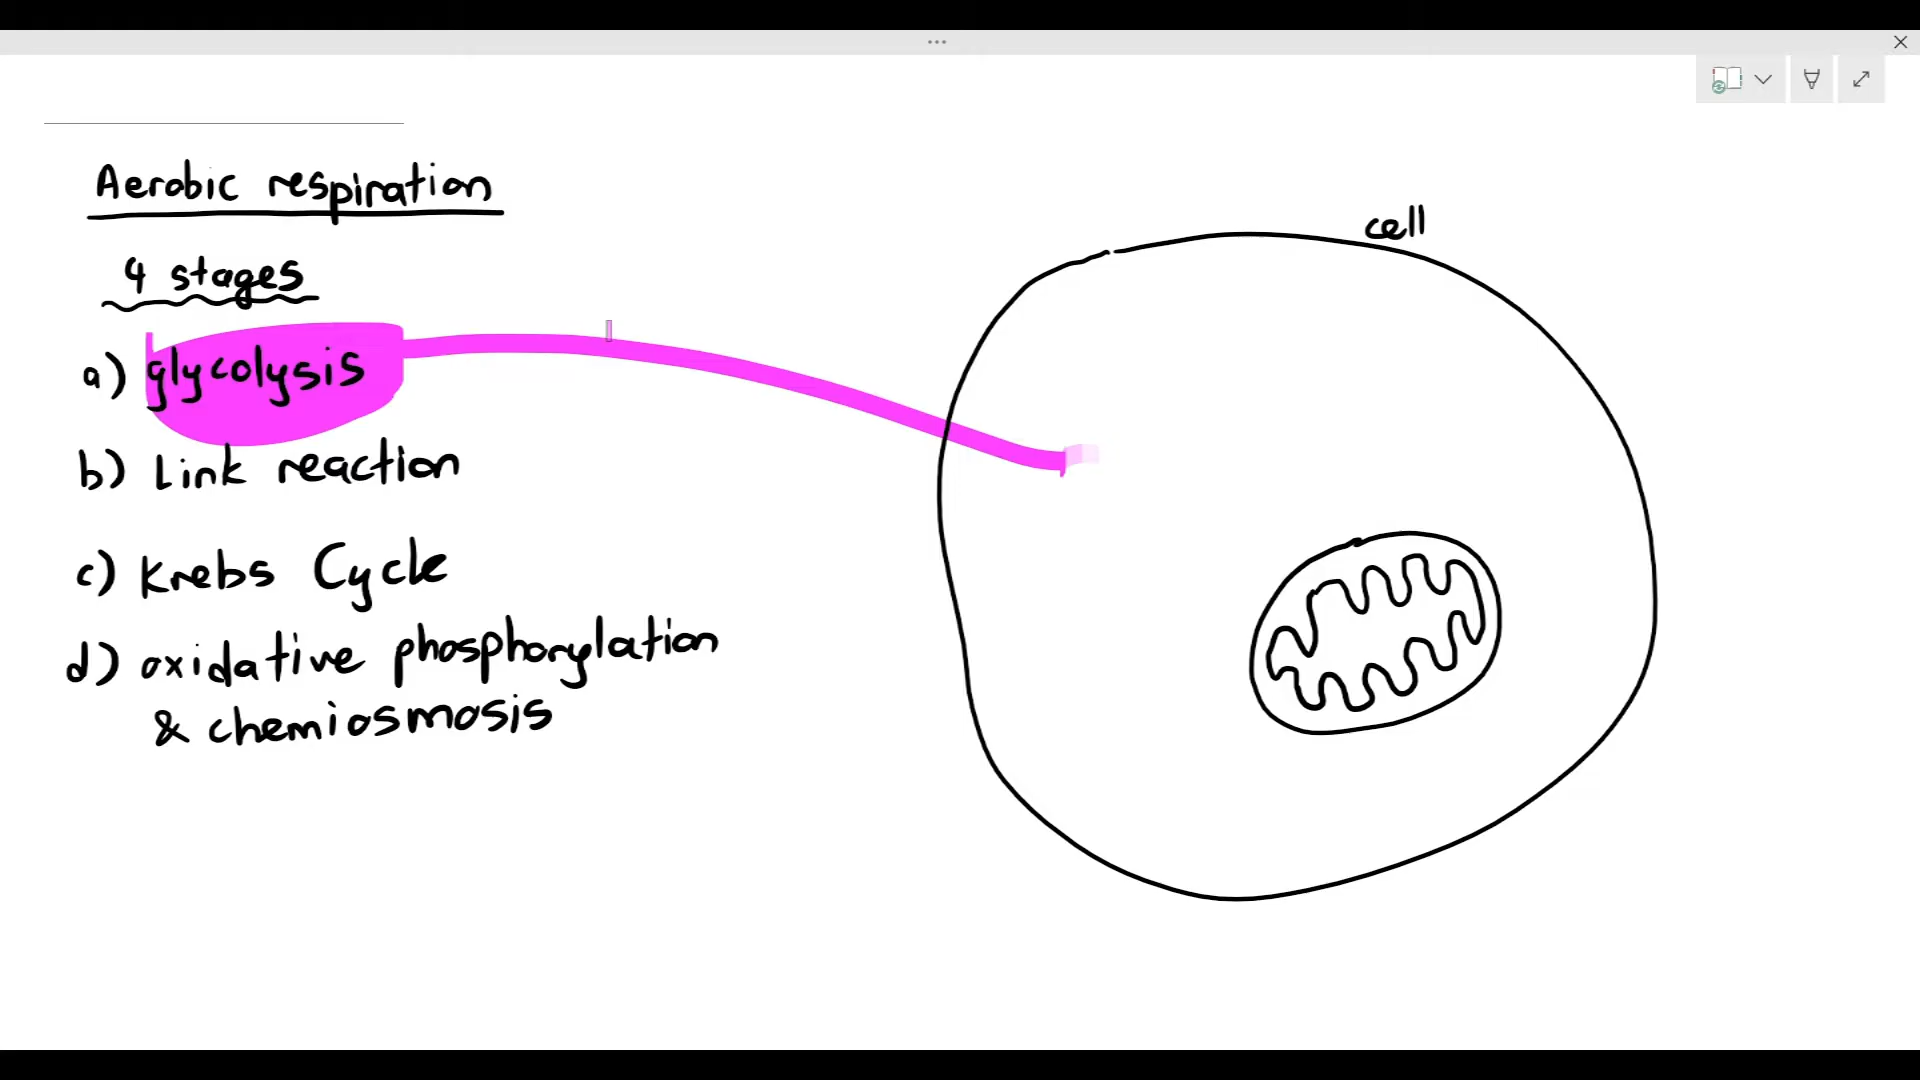 Aerobic respiration
cell
4 stages
a) glycolysis
b) Link reaction
c) Krebs Cycle
d) oxidative phosphorylation
& chemiosmosis